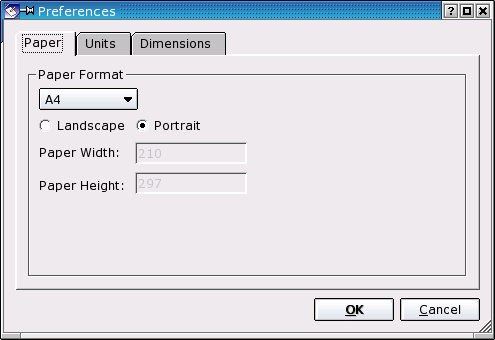 Preferences
Paper Units Dimensions
Paper Format
A4
Landscape Portrait
Paper Width: 210
Paper Height: 297
OK Cancel